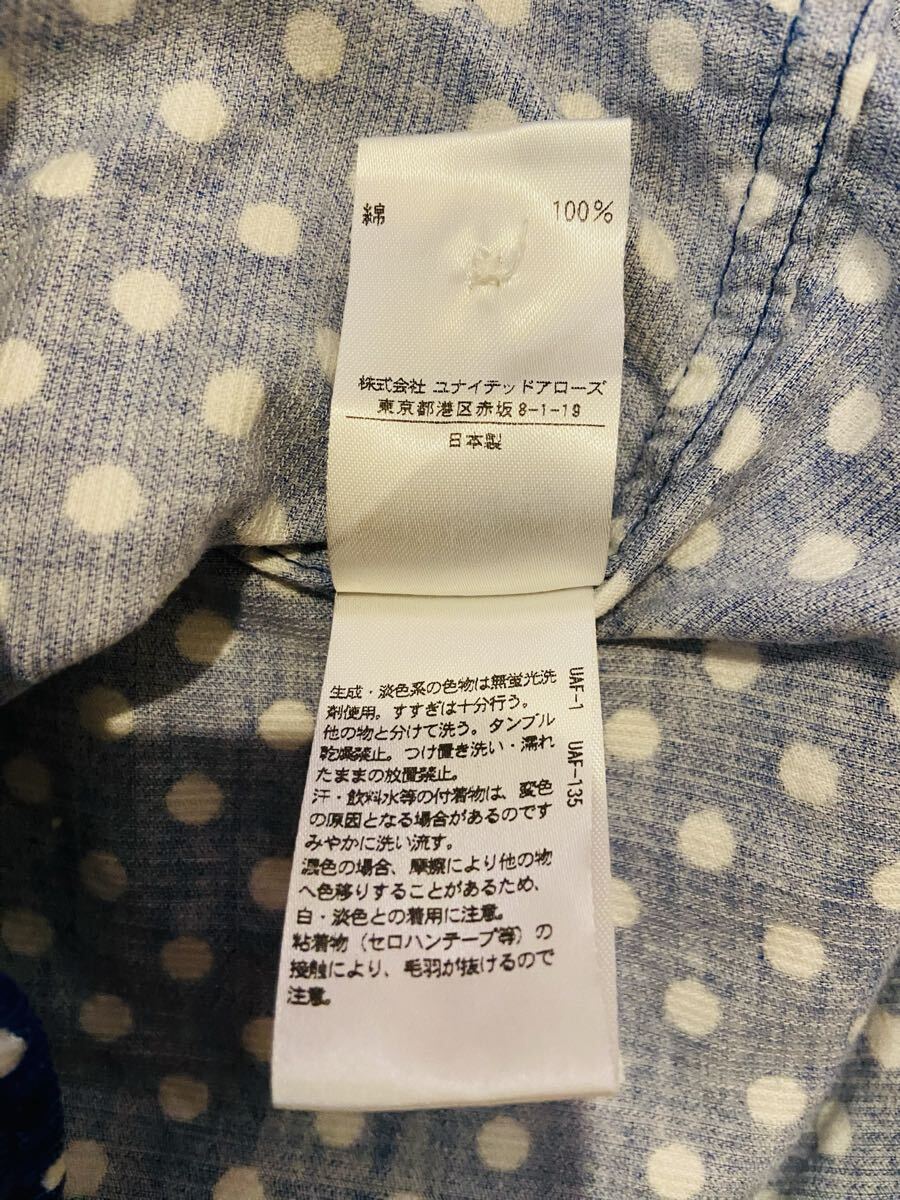 綿 100%
株式会社 ユナイテッドアローズ
東京都港区赤坂8-1-19
日本製
生成・淡色系の色物は無蛍光洗
剤使用。すすぎは十分行う。
他の物と分けて洗う。タンブル
乾燥禁止。つけ置き洗い・濡れ
たままの放置禁止。
汗・飲料水等の付着物は、変色
の原因となる場合があるのです
みやかに洗い流す。
濃色の場合、摩擦により他の物
へ色移りすることがあるため、
白・淡色との着用に注意。
粘着物（セロハンテープ等）の
接触により、毛羽が抜けるので
注意。
UAF-1 UAF-135